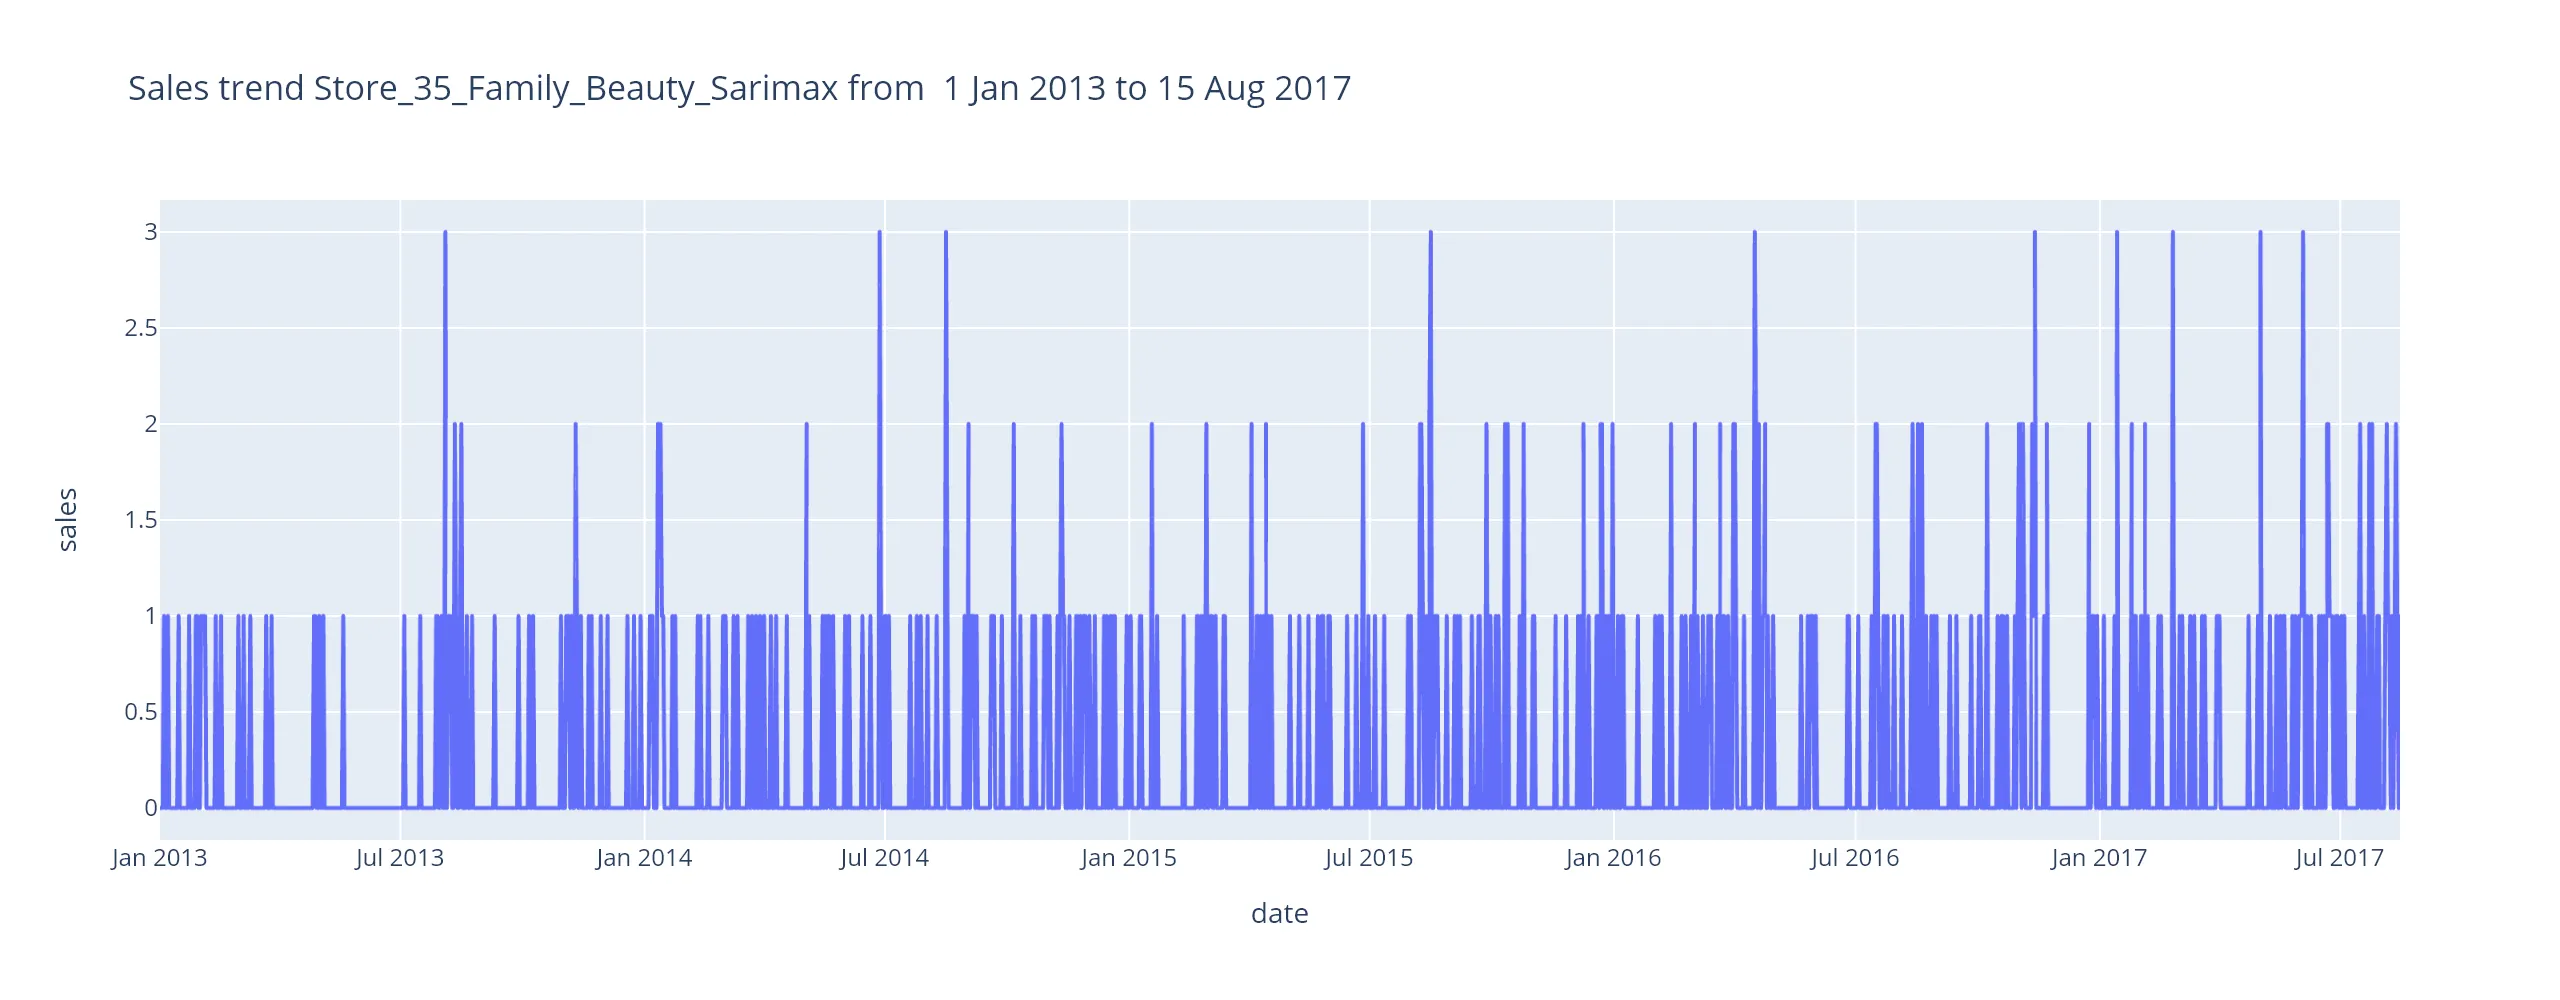 Sales trend Store_35_Family_Beauty_Sarimax from  1 Jan 2013 to 15 Aug 2017
3
2.5
2
1.5
1
0.5
0
sales
Jan 2013 Jul 2013 Jan 2014 Jul 2014 Jan 2015 Jul 2015 Jan 2016 Jul 2016 Jan 2017 Jul 2017
date